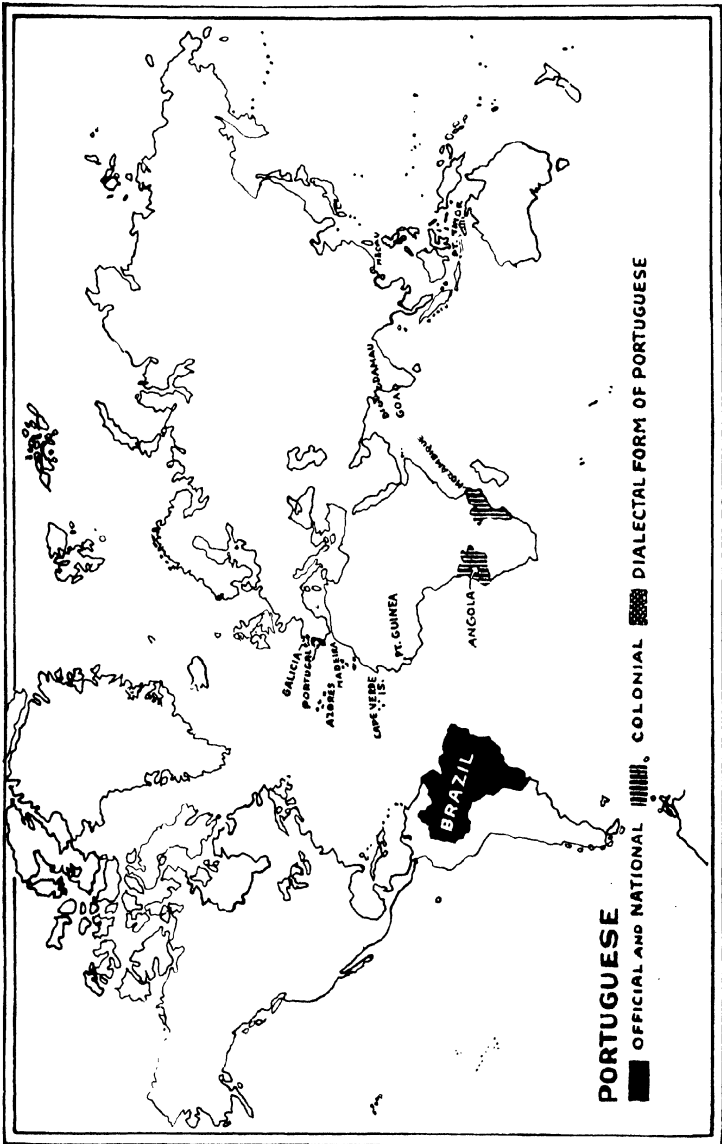 GALICIA
PORTUGAL
AZORES
MADEIRA
CAPE VERDE
IS.
PT. GUINEA
ANGOLA
MOZAMBIQUE
DAMAU
GOA
MACAU
PT. TIMOR
BRAZIL
PORTUGUESE
OFFICIAL AND NATIONAL COLONIAL DIALECTAL FORM OF PORTUGUESE